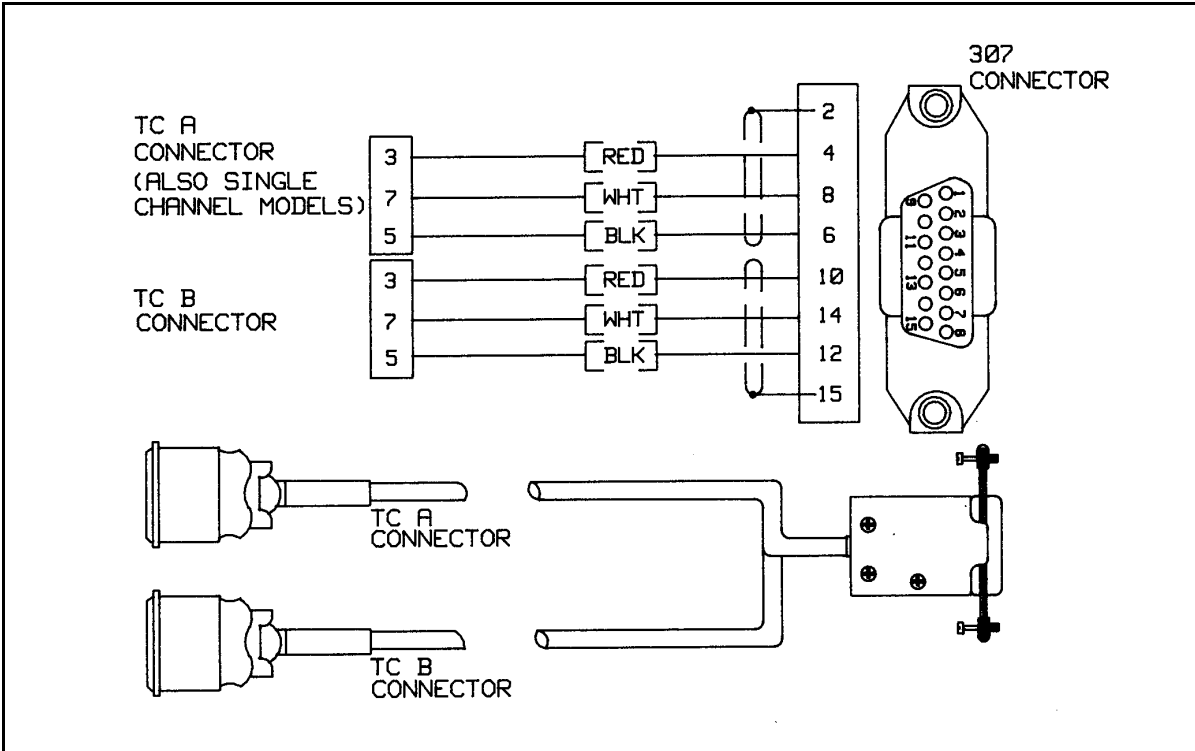 307
CONNECTOR
TC A
CONNECTOR
(ALSO SINGLE
CHANNEL MODELS)
2
3 RED 4
7 WHT 8
5 BLK 6
TC B
CONNECTOR
3 RED 10
7 WHT 14
5 BLK 12
15
1
2
3
4
5
6
7
8
9
11
13
15
TC A
CONNECTOR
TC B
CONNECTOR